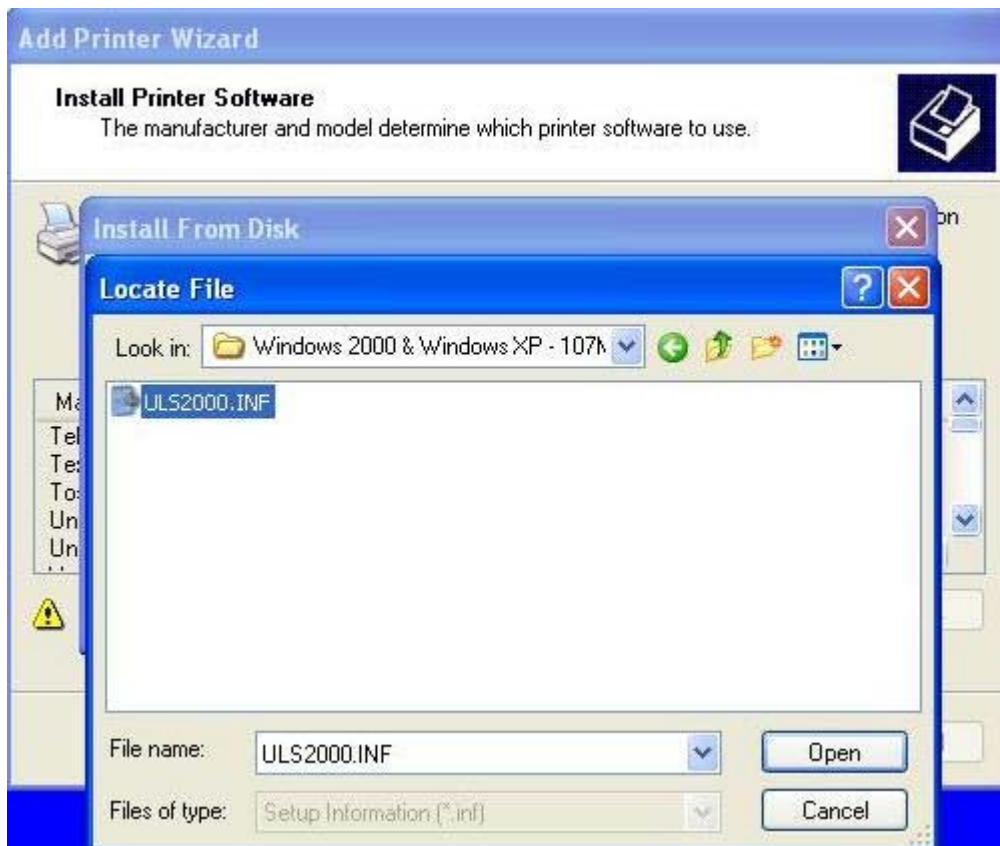 Add Printer Wizard
Install Printer Software
The manufacturer and model determine which printer software to use.
Install From Disk
Locate File
Look in: Windows 2000 & Windows XP - 107
ULS2000.INF
File name: ULS2000.INF
Open
Files of type: Setup Information (*.inf)
Cancel